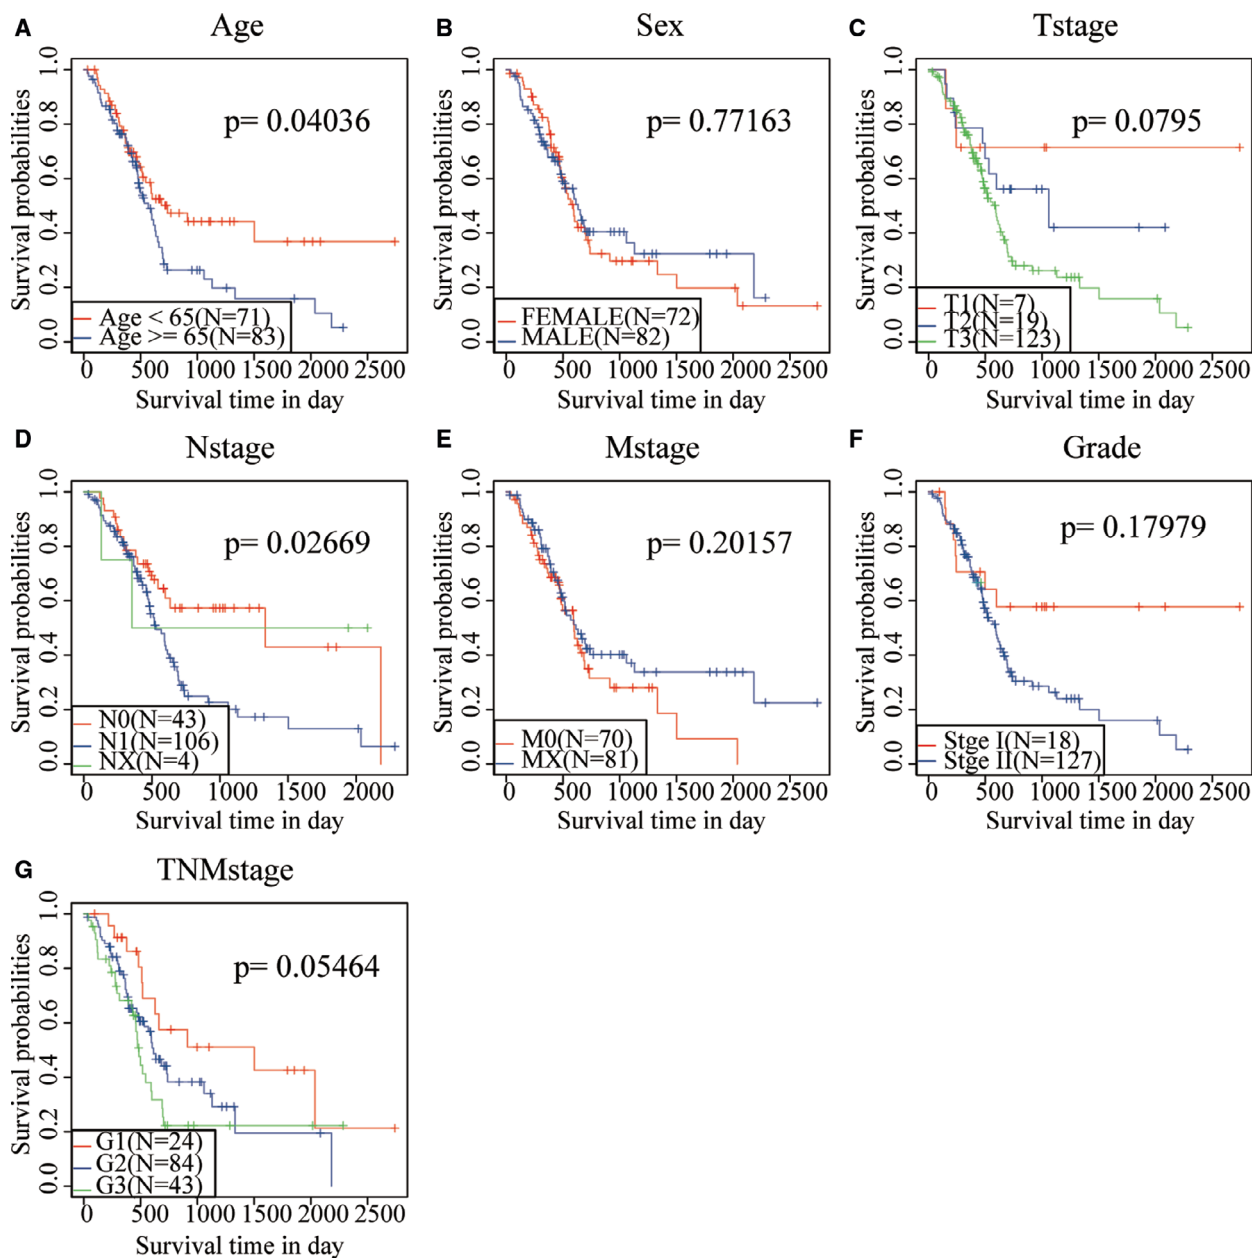 A
Age
Survival probabilities
1.0
0.8
0.6
0.4
0.2
0.0
p= 0.04036
Age < 65(N=71)
Age >= 65(N=83)
0 500 1000 1500 2000 2500
Survival time in day
B
Sex
Survival probabilities
1.0
0.8
0.6
0.4
0.2
0.0
p= 0.77163
FEMALE(N=72)
MALE(N=82)
0 500 1000 1500 2000 2500
Survival time in day
C
Tstage
Survival probabilities
1.0
0.8
0.6
0.4
0.2
0.0
p= 0.0795
T1(N=7)
T2(N=19)
T3(N=123)
0 500 1000 1500 2000 2500
Survival time in day
D
Nstage
Survival probabilities
1.0
0.8
0.6
0.4
0.2
0.0
p= 0.02669
N0(N=43)
N1(N=106)
NX(N=4)
0 500 1000 1500 2000
Survival time in day
E
Mstage
Survival probabilities
1.0
0.8
0.6
0.4
0.2
0.0
p= 0.20157
M0(N=70)
MX(N=81)
0 500 1000 1500 2000 2500
Survival time in day
F
Grade
Survival probabilities
1.0
0.8
0.6
0.4
0.2
0.0
p= 0.17979
Stge I(N=18)
Stge II(N=127)
0 500 1000 1500 2000 2500
Survival time in day
G
TNMstage
Survival probabilities
1.0
0.8
0.6
0.4
0.2
0.0
p= 0.05464
G1(N=24)
G2(N=84)
G3(N=43)
0 500 1000 1500 2000 2500
Survival time in day